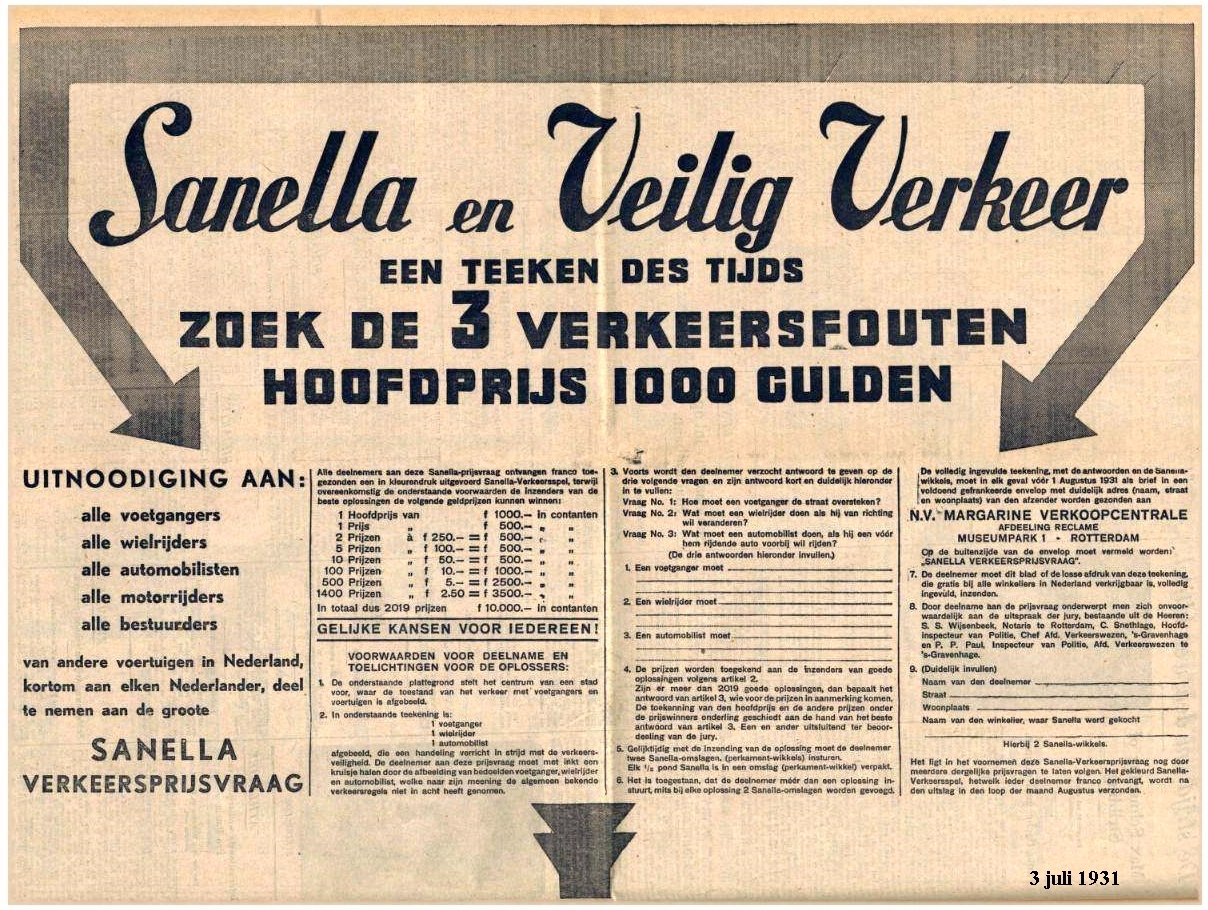 Sanella en Veilig Verkeer
EEN TEEKEN DES TIJDS
ZOEK DE 3 VERKEERSFOUTEN
HOOFDPRIJS 1000 GULDEN
UITNOODIGING AAN:
alle voetgangers
alle wielrijders
alle automobilisten
alle motorrijders
alle bestuurders
van andere voertuigen in Nederland,
kortom aan elken Nederlander, deel
te nemen aan de groote
SANELLA
VERKEERSPRIJSVRAAG
Alle deelnemers aan deze Sanella-prijsvraag ontvangen franco toe-
gezonden een in kleurendruk uitgevoerd Sanella-Verkeersspel, terwijl
overeenkomstig de onderstaande voorwaarden de inzenders van de
beste oplossingen de volgende geldprijzen kunnen winnen:
1 Hoofdprijs van f 1000.— in contanten
1 Prijs „ f 500.— „ „
2 Prijzen à f 250.— = f 500.— „ „
5 Prijzen „ f 100.— = f 500.— „ „
10 Prijzen „ f 50.— = f 500.— „ „
100 Prijzen „ f 10.— = f 1000.— „ „
500 Prijzen „ f 5.— = f 2500.— „ „
1400 Prijzen „ f 2.50 = f 3500.— „ „
In totaal dus 2019 prijzen f 10.000.— in contanten
GELIJKE KANSEN VOOR IEDEREEN!
VOORWAARDEN VOOR DEELNAME EN
TOELICHTINGEN VOOR DE OPLOSSERS:
1. De onderstaande plattegrond stelt het centrum van een stad
voor, waar de toestand van het verkeer met voetgangers en
voertuigen is afgebeeld.
2. In onderstaande teekening is:
1 voetganger
1 wielrijder
1 automobilist
afgebeeld, die een handeling verricht in strijd met de verkeers-
veiligheid. De deelnemer aan deze prijsvraag moet met inkt een
kruisje halen door de afbeelding van bedoelden voetganger, wielrijder
en automobilist, welke naar zijn meening de algemeen bekende
verkeersregels niet in acht heeft genomen.
3. Voorts wordt den deelnemer verzocht antwoord te geven op de
drie volgende vragen en zijn antwoord kort en duidelijk hieronder
in te vullen:
Vraag No. 1: Hoe moet een voetganger de straat oversteken?
Vraag No. 2: Wat moet een wielrijder doen als hij van richting
wil veranderen?
Vraag No. 3: Wat moet een automobilist doen, als hij een vóór
hem rijdende auto voorbij wil rijden?
(De drie antwoorden hieronder invullen.)
1. Een voetganger moet
2. Een wielrijder moet
3. Een automobilist moet
4. De prijzen worden toegekend aan de inzenders van goede
oplossingen volgens artikel 2.
Zijn er meer dan 2019 goede oplossingen, dan bepaalt het
antwoord van artikel 3, wie voor de prijzen in aanmerking komen.
De toekenning van den hoofdprijs en de andere prijzen onder
de prijswinners onderling geschiedt aan de hand van het beste
antwoord van artikel 3. Een en ander uitsluitend ter beoor-
deeling van de jury.
5. Gelijktijdig met de inzending van de oplossing moet de deelnemer
twee Sanella-omslagen, (perkament-wikkels) insturen.
Elk ½ pond Sanella is in een omslag (perkament-wikkel) verpakt.
6. Het is toegestaan, dat de deelnemer méér dan een oplossing in-
stuurt, mits bij elke oplossing 2 Sanella-omslagen worden gevoegd.
De volledig ingevulde teekening, met de antwoorden en de Sanella-
wikkels, moet in elk geval vóór 1 Augustus 1931 als brief in een
voldoend gefrankeerde envelop met duidelijk adres (naam, straat
en woonplaats) van den afzender worden gezonden aan
N.V. MARGARINE VERKOOPCENTRALE
AFDEELING RECLAME
MUSEUMPARK 1 - ROTTERDAM
Op de buitenzijde van de envelop moet vermeld worden:
„SANELLA VERKEERSPRIJSVRAAG".
7. De deelnemer moet dit blad of de losse afdruk van deze teekening,
die gratis bij alle winkeliers in Nederland verkrijgbaar is, volledig
ingevuld, inzenden.
8. Door deelname aan de prijsvraag onderwerpt men zich onvoor-
waardelijk aan de uitspraak der jury, bestaande uit de Heeren:
S. S. Wijsenbeek, Notaris te Rotterdam, C. Snethlage, Hoofd-
inspecteur van Politie, Chef Afd. Verkeerswezen, 's-Gravenhage
en P. P. Paul, Inspecteur van Politie, Afd. Verkeerswezen te
's-Gravenhage.
9. (Duidelijk invullen)
Naam van den deelnemer
Straat
Woonplaats
Naam van den winkelier, waar Sanella werd gekocht
Hierbij 2 Sanella-wikkels.
Het ligt in het voornemen deze Sanella-Verkeersprijsvraag nog door
meerdere dergelijke prijsvragen te laten volgen. Het gekleurd Sanella-
Verkeersspel, hetwelk ieder deelnemer franco ontvangt, wordt na
den uitslag in den loop der maand Augustus verzonden.
3 juli 1931